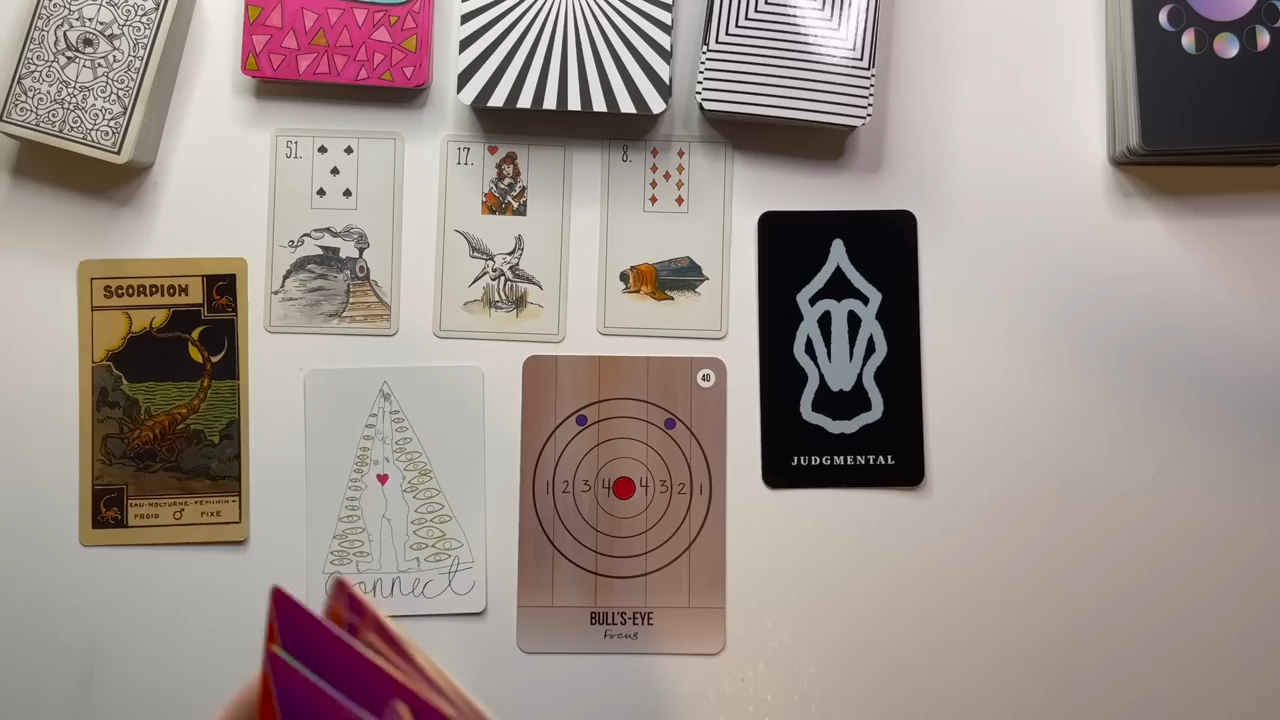 51.
17.
8.
SCORPION
EAU-NOCTURNE-FÉMININ-
FROID ♂ FIXE
Connect
40
1 2 3 4 4 3 2 1
BULL'S-EYE
Focus
JUDGMENTAL